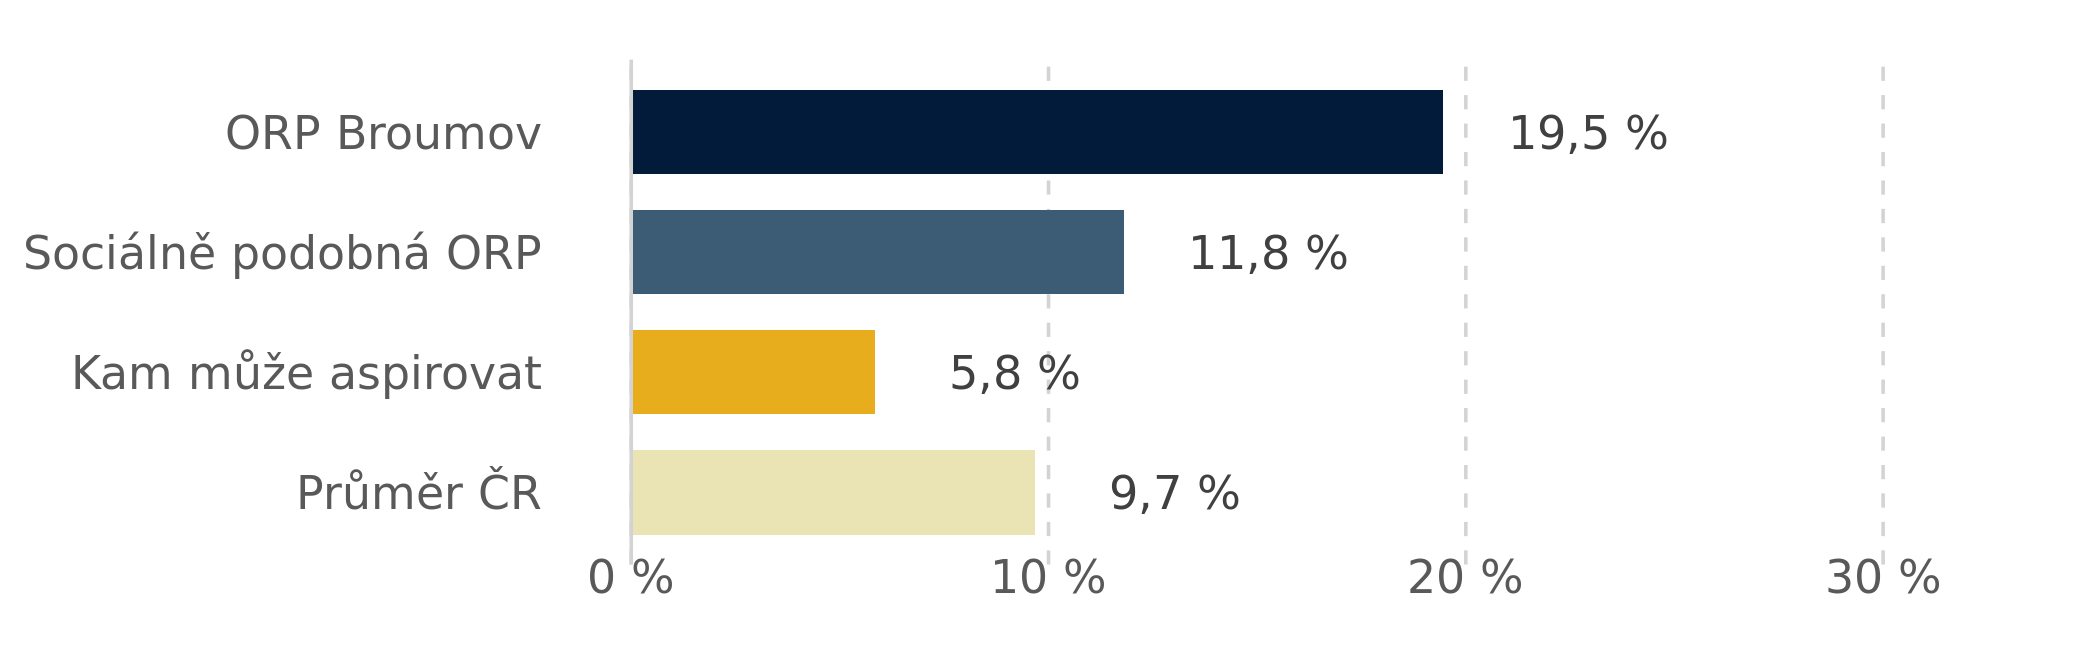 ORP Broumov
19,5 %
Sociálně podobná ORP
11,8 %
Kam může aspirovat
5,8 %
Průměr ČR
9,7 %
0 %
10 %
20 %
30 %